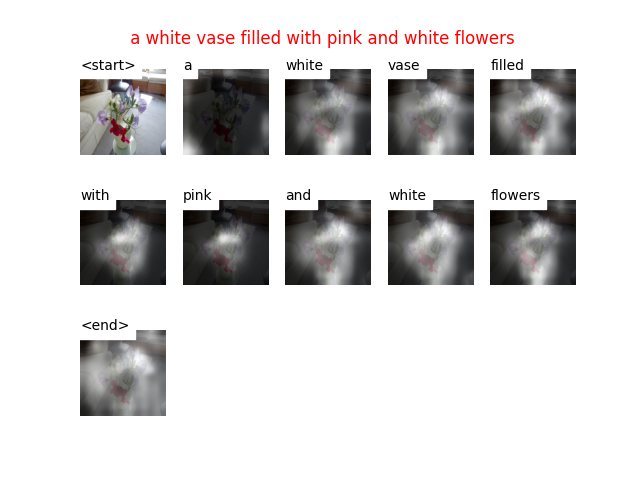 a white vase filled with pink and white flowers
<start> a white vase filled
with pink and white flowers
<end>